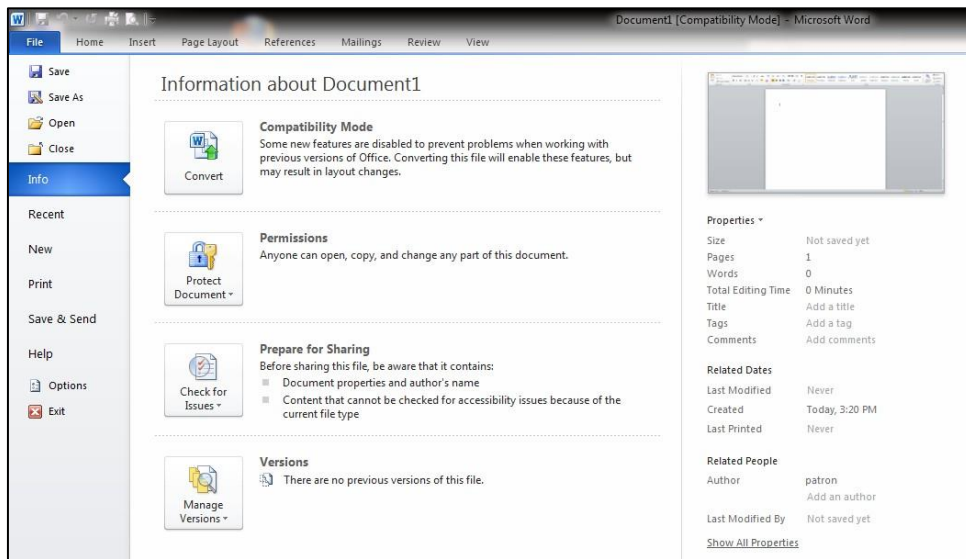 Document1 [Compatibility Mode] - Microsoft Word
File Home Insert Page Layout References Mailings Review View
Save
Save As
Open
Close
Info
Recent
New
Print
Save & Send
Help
Options
Exit
Information about Document1
Convert
Compatibility Mode
Some new features are disabled to prevent problems when working with
previous versions of Office. Converting this file will enable these features, but
may result in layout changes.
Protect
Document
Permissions
Anyone can open, copy, and change any part of this document.
Check for
Issues
Prepare for Sharing
Before sharing this file, be aware that it contains:
Document properties and author's name
Content that cannot be checked for accessibility issues because of the
current file type
Manage
Versions
Versions
There are no previous versions of this file.
Properties
Size Not saved yet
Pages 1
Words 0
Total Editing Time 0 Minutes
Title Add a title
Tags Add a tag
Comments Add comments
Related Dates
Last Modified Never
Created Today, 3:20 PM
Last Printed Never
Related People
Author patron
Add an author
Last Modified By Not saved yet
Show All Properties